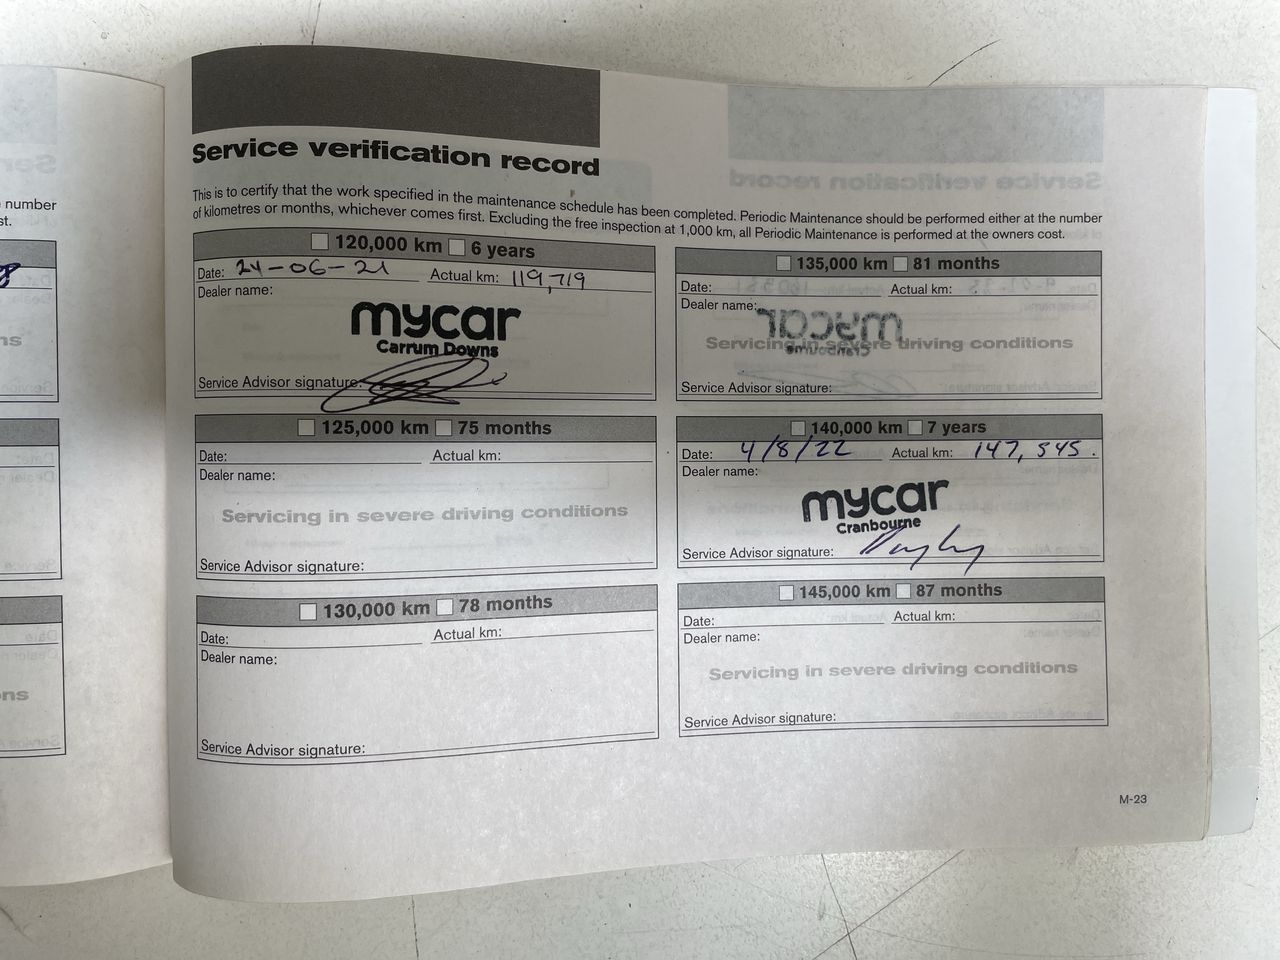 Service verification record
This is to certify that the work specified in the maintenance schedule has been completed. Periodic Maintenance should be performed either at the number
of kilometres or months, whichever comes first. Excluding the free inspection at 1,000 km, all Periodic Maintenance is performed at the owners cost.
120,000 km 6 years
Date: 24-06-21 Actual km: 119,719
Dealer name:
mycar
Carrum Downs
Service Advisor signature:
125,000 km 75 months
Date: Actual km:
Dealer name:
Servicing in severe driving conditions
Service Advisor signature:
130,000 km 78 months
Date: Actual km:
Dealer name:
Service Advisor signature:
135,000 km 81 months
Date: Actual km:
Dealer name:
Servicing in severe driving conditions
Service Advisor signature:
140,000 km 7 years
Date: 4/8/22 Actual km: 147,545.
Dealer name:
mycar
Cranbourne
Service Advisor signature:
145,000 km 87 months
Date: Actual km:
Dealer name:
Servicing in severe driving conditions
Service Advisor signature:
M-23
number
st.
ns
ons